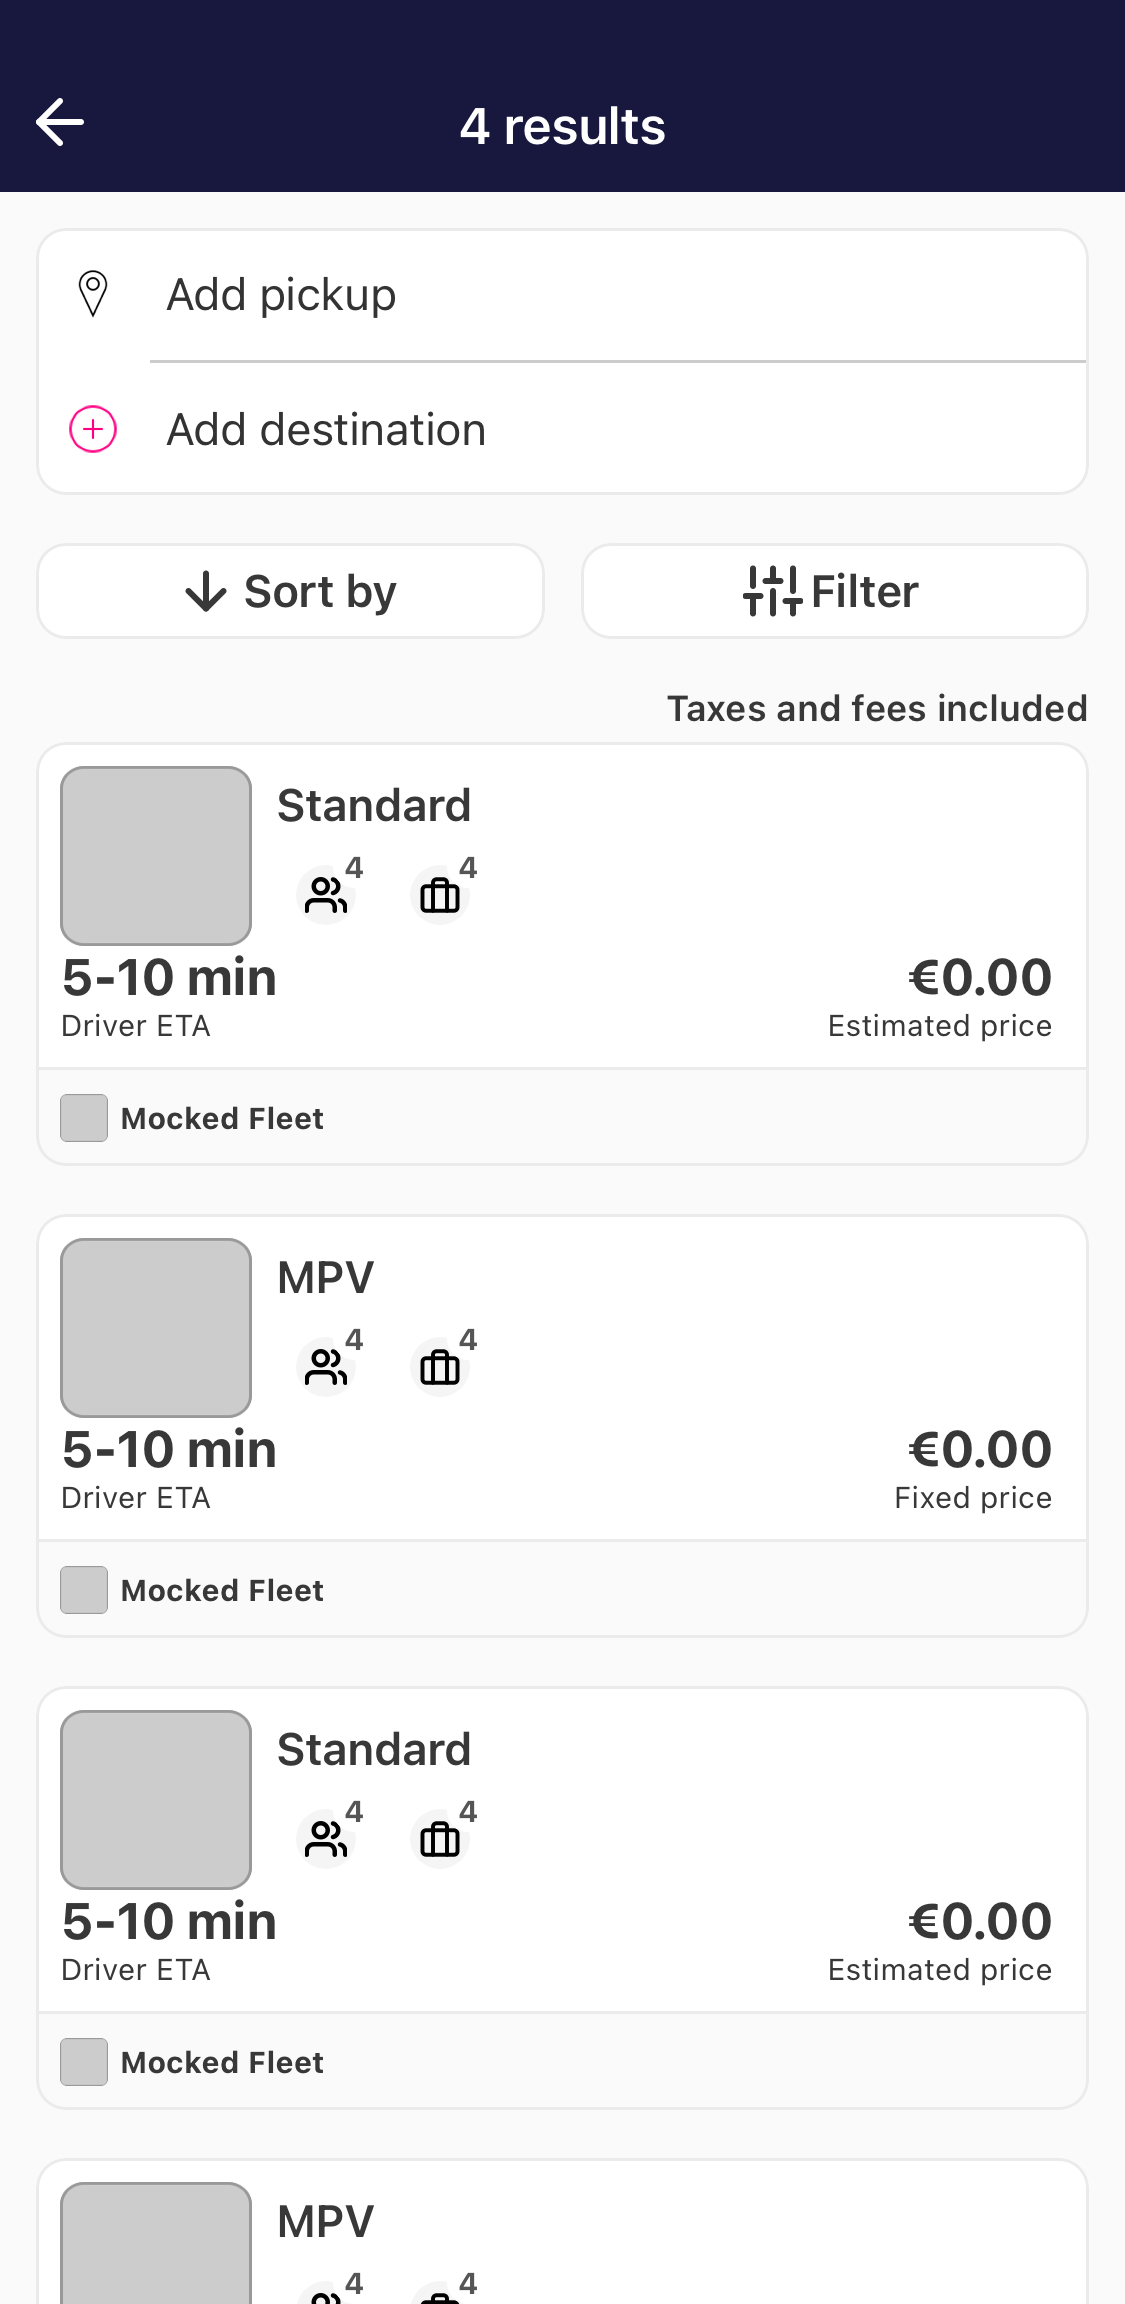 4 results
Add pickup
Add destination
Sort by
Filter
Taxes and fees included
Standard
4 4
5-10 min €0.00
Driver ETA Estimated price
Mocked Fleet
MPV
4 4
5-10 min €0.00
Driver ETA Fixed price
Mocked Fleet
Standard
4 4
5-10 min €0.00
Driver ETA Estimated price
Mocked Fleet
MPV
4 4